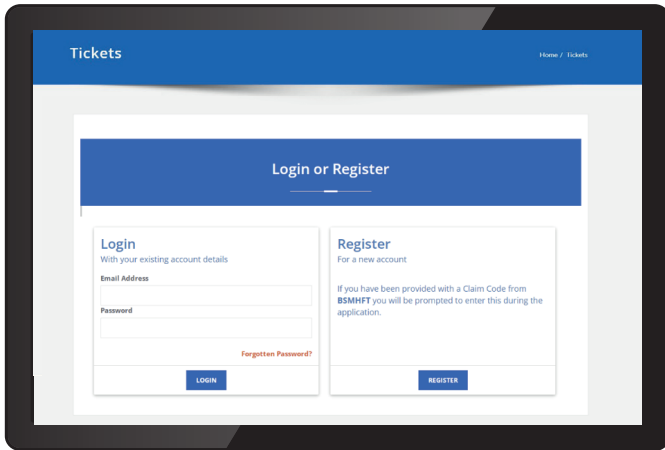 Tickets
Home / Tickets
Login or Register
Login
With your existing account details
Email Address
Password
Forgotten Password?
LOGIN
Register
For a new account
If you have been provided with a Claim Code from
BSMHFT you will be prompted to enter this during the
application.
REGISTER